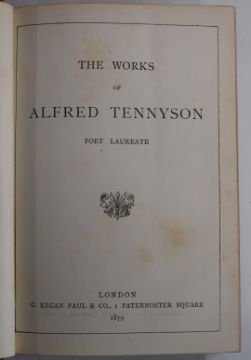 THE WORKS
OF
ALFRED TENNYSON
POET LAUREATE
LONDON
C. KEGAN PAUL & CO., 1 PATERNOSTER SQUARE
1879